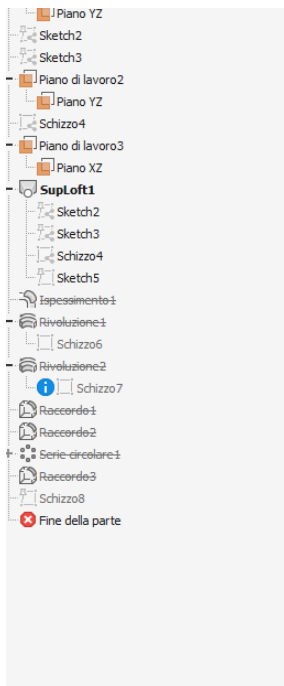 Piano YZ
Sketch2
Sketch3
Piano di lavoro2
Piano YZ
Schizzo4
Piano di lavoro3
Piano XZ
SupLoft1
Sketch2
Sketch3
Schizzo4
Sketch5
Ispessimento1
Rivoluzione1
Schizzo6
Rivoluzione2
Schizzo7
Raccordo1
Raccordo2
Serie circolare1
Raccordo3
Schizzo8
Fine della parte